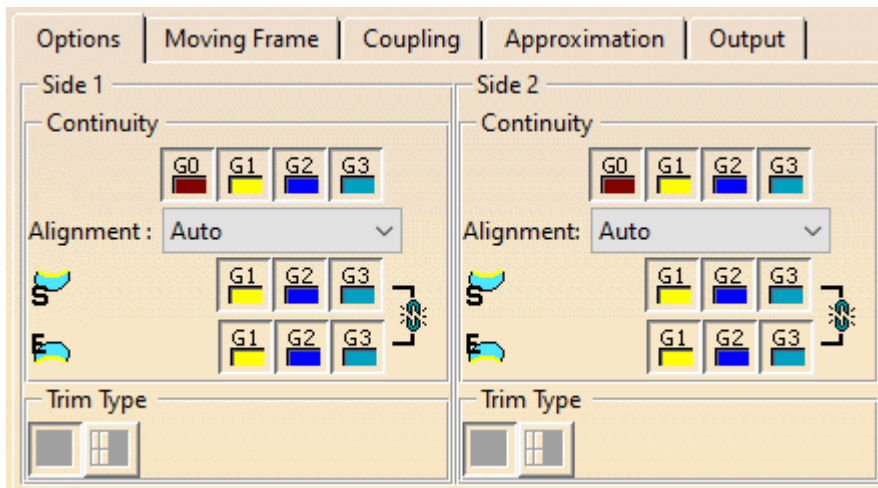 Options Moving Frame Coupling Approximation Output
Side 1 Side 2
Continuity Continuity
G0 G1 G2 G3 G0 G1 G2 G3
Alignment : Auto Alignment: Auto
S G1 G2 G3 S G1 G2 G3
E G1 G2 G3 E G1 G2 G3
Trim Type Trim Type